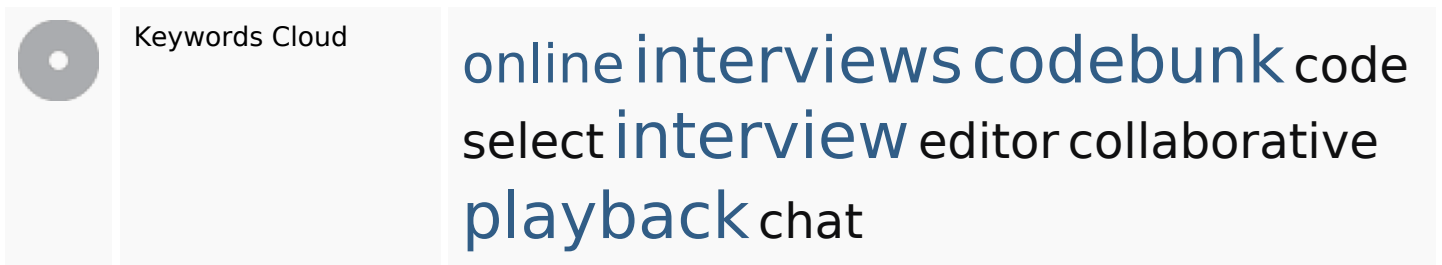 Keywords Cloud
online interviews codebunk code
select interview editor collaborative
playback chat